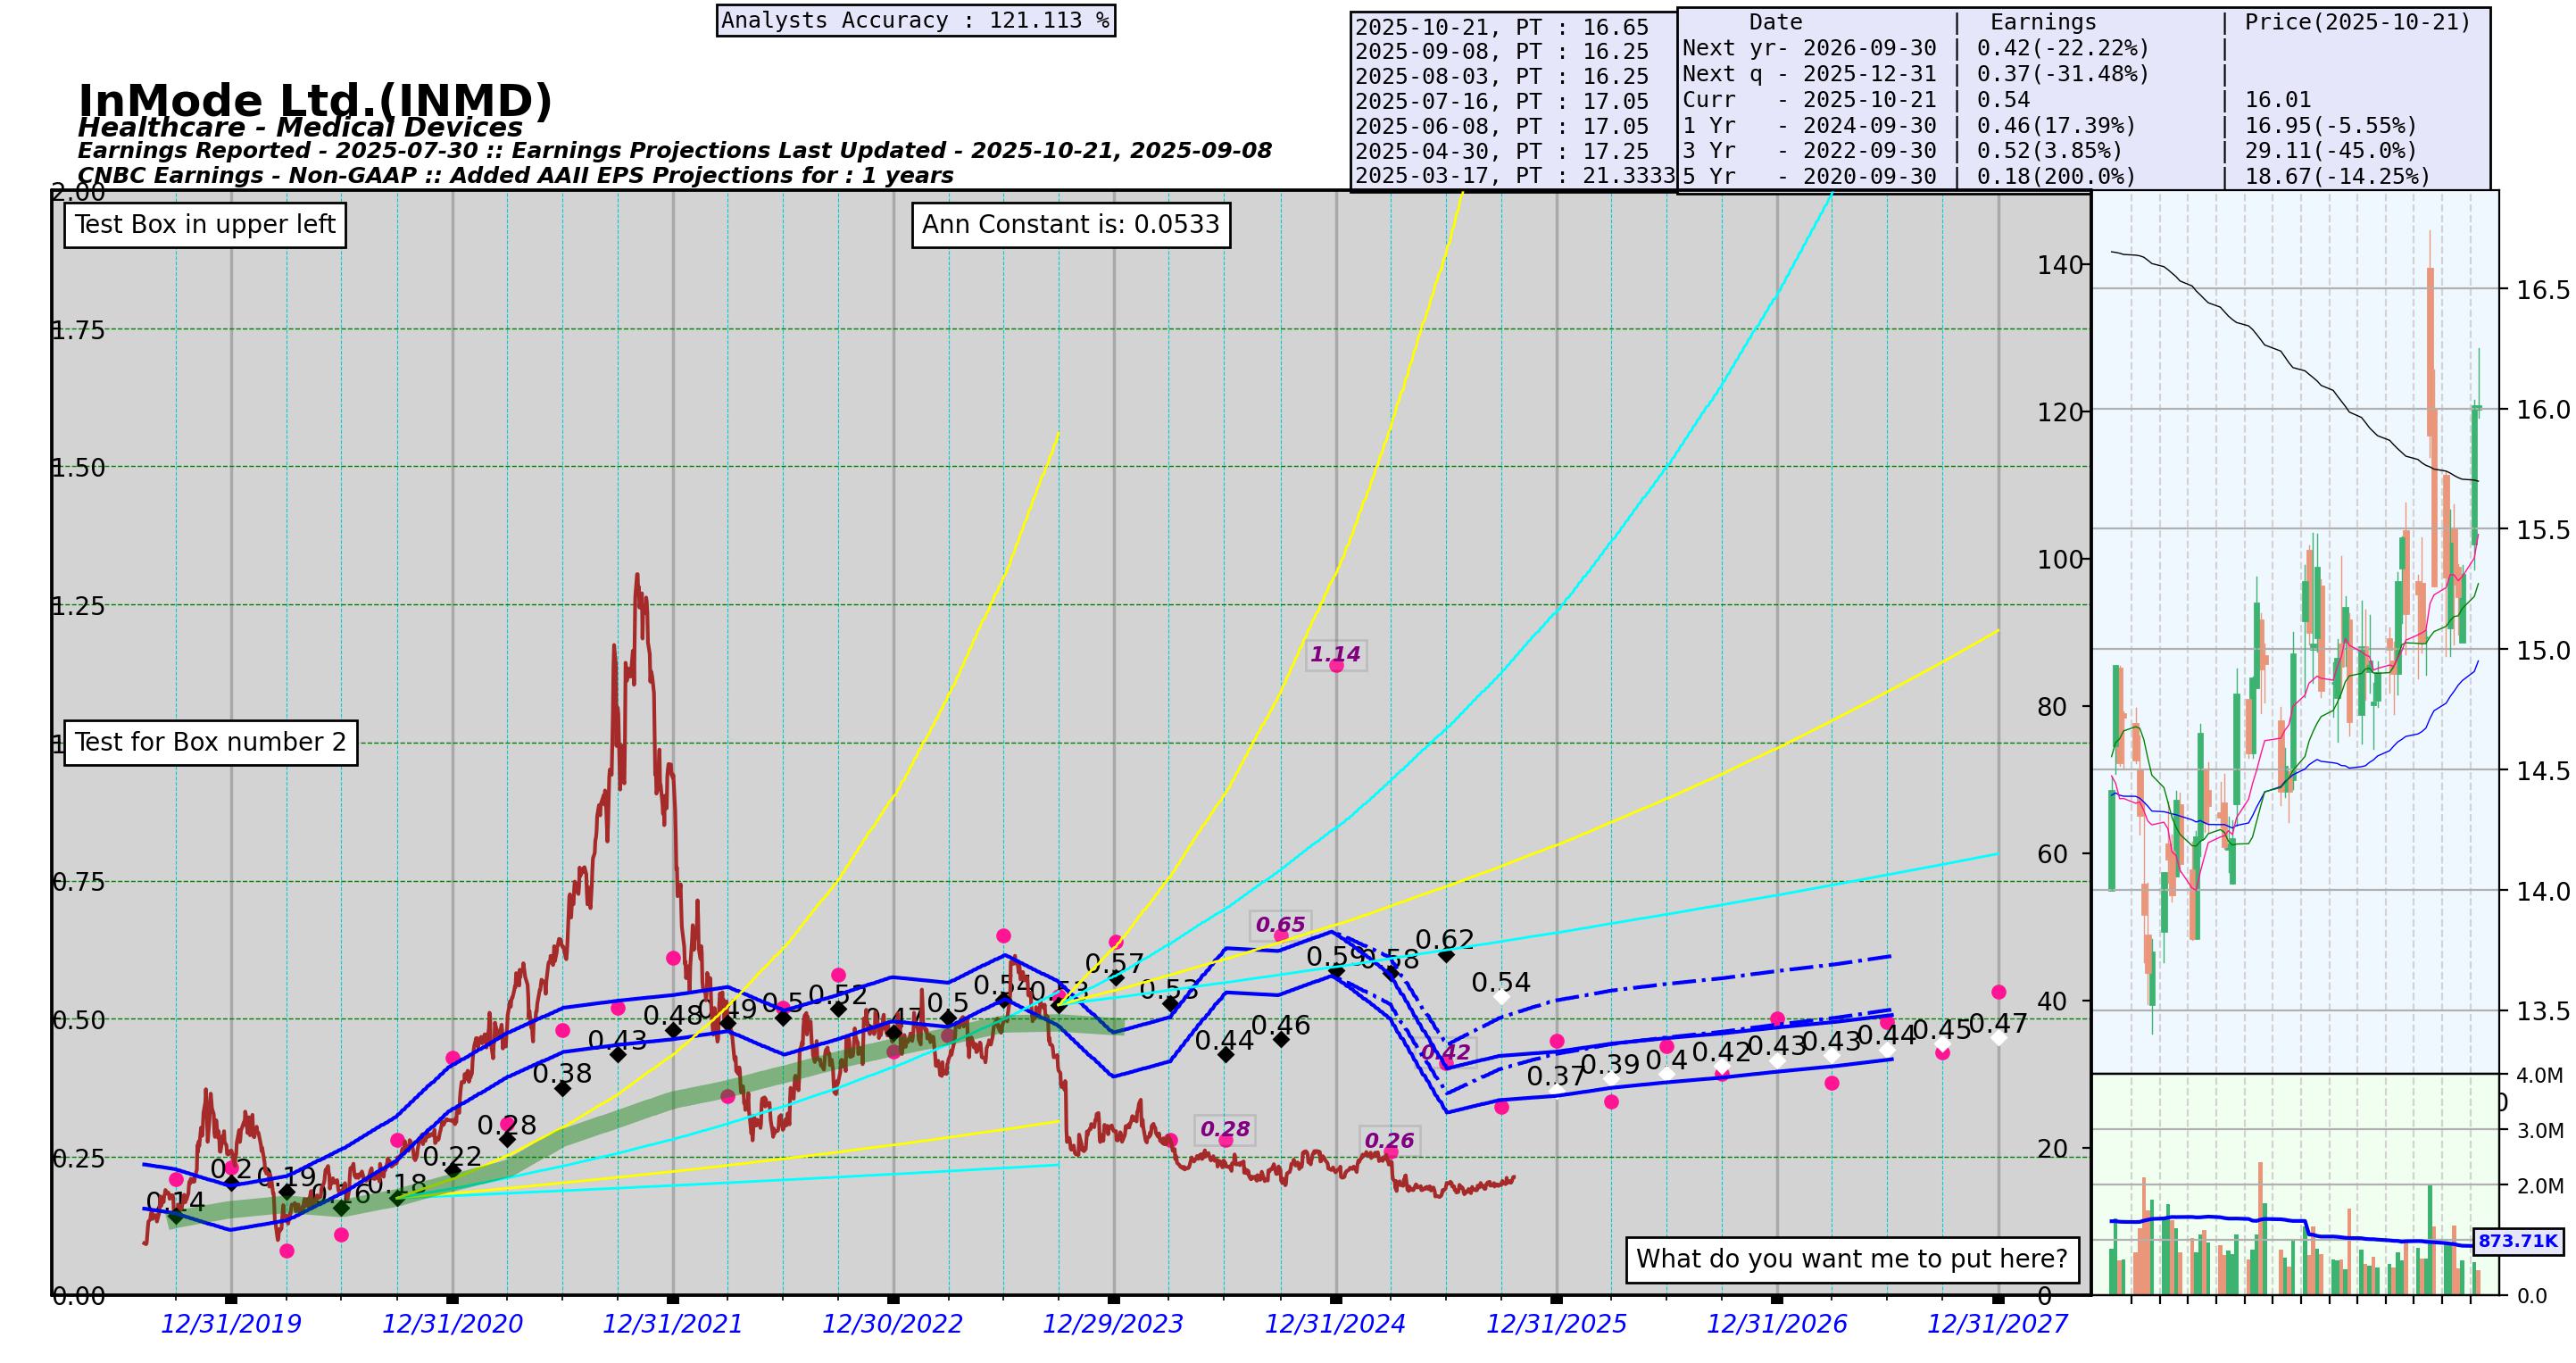 Analysts Accuracy : 121.113 %
InMode Ltd.(INMD)
Healthcare - Medical Devices
Earnings Reported - 2025-07-30 :: Earnings Projections Last Updated - 2025-10-21, 2025-09-08
CNBC Earnings - Non-GAAP :: Added AAII EPS Projections for : 1 years
2025-10-21, PT : 16.65
2025-09-08, PT : 16.25
2025-08-03, PT : 16.25
2025-07-16, PT : 17.05
2025-06-08, PT : 17.05
2025-04-30, PT : 17.25
2025-03-17, PT : 21.3333
Date | Earnings | Price(2025-10-21)
Next yr- 2026-09-30 | 0.42(-22.22%) |
Next q - 2025-12-31 | 0.37(-31.48%) |
Curr - 2025-10-21 | 0.54 | 16.01
1 Yr - 2024-09-30 | 0.46(17.39%) | 16.95(-5.55%)
3 Yr - 2022-09-30 | 0.52(3.85%) | 29.11(-45.0%)
5 Yr - 2020-09-30 | 0.18(200.0%) | 18.67(-14.25%)
Test Box in upper left
Ann Constant is: 0.0533
Test for Box number 2
What do you want me to put here?
2.00
1.75
1.50
1.25
0.75
0.50
0.25
0.00
0.14
0.2
0.19
0.16
0.18
0.22
0.28
0.38
0.43
0.48
0.49
0.5
0.52
0.47
0.5
0.54
0.53
0.57
0.53
0.44
0.46
0.59
0.58
0.62
0.54
0.37
0.39
0.4
0.42
0.43
0.43
0.44
0.45
0.47
0.28
0.65
1.14
0.26
0.42
140
120
100
80
60
40
20
0
12/31/2019
12/31/2020
12/31/2021
12/30/2022
12/29/2023
12/31/2024
12/31/2025
12/31/2026
12/31/2027
16.5
16.0
15.5
15.0
14.5
14.0
13.5
4.0M
3.0M
2.0M
873.71K
0.0